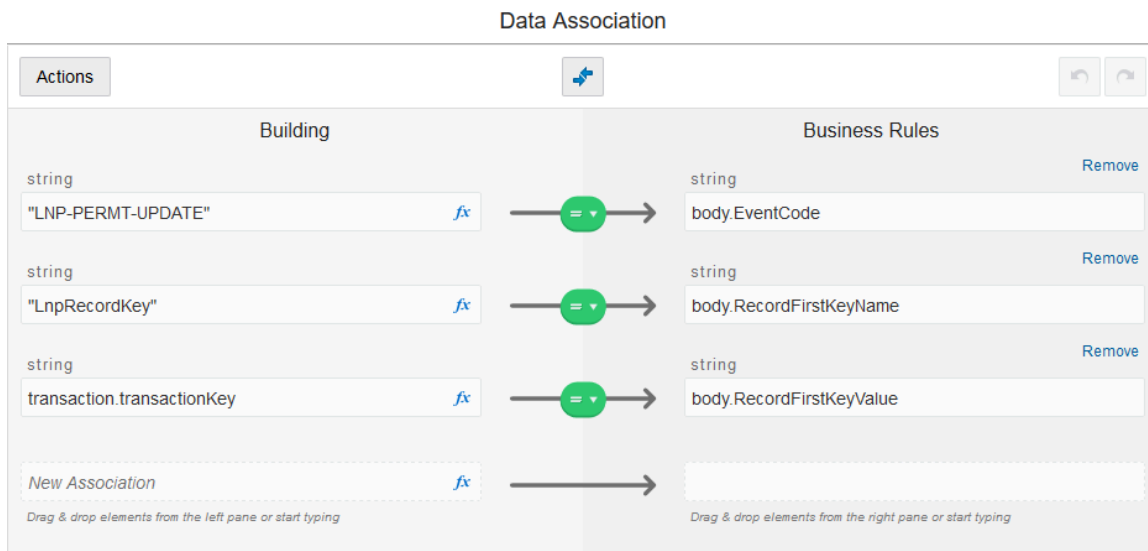 Data Association
Actions
Building
Business Rules
Remove
string
string
"LNP-PERMT-UPDATE"
fx
=
body.EventCode
Remove
string
string
"LnpRecordKey"
fx
=
body.RecordFirstKeyName
Remove
string
string
transaction.transactionKey
fx
=
body.RecordFirstKeyValue
New Association
fx
Drag & drop elements from the left pane or start typing
Drag & drop elements from the right pane or start typing